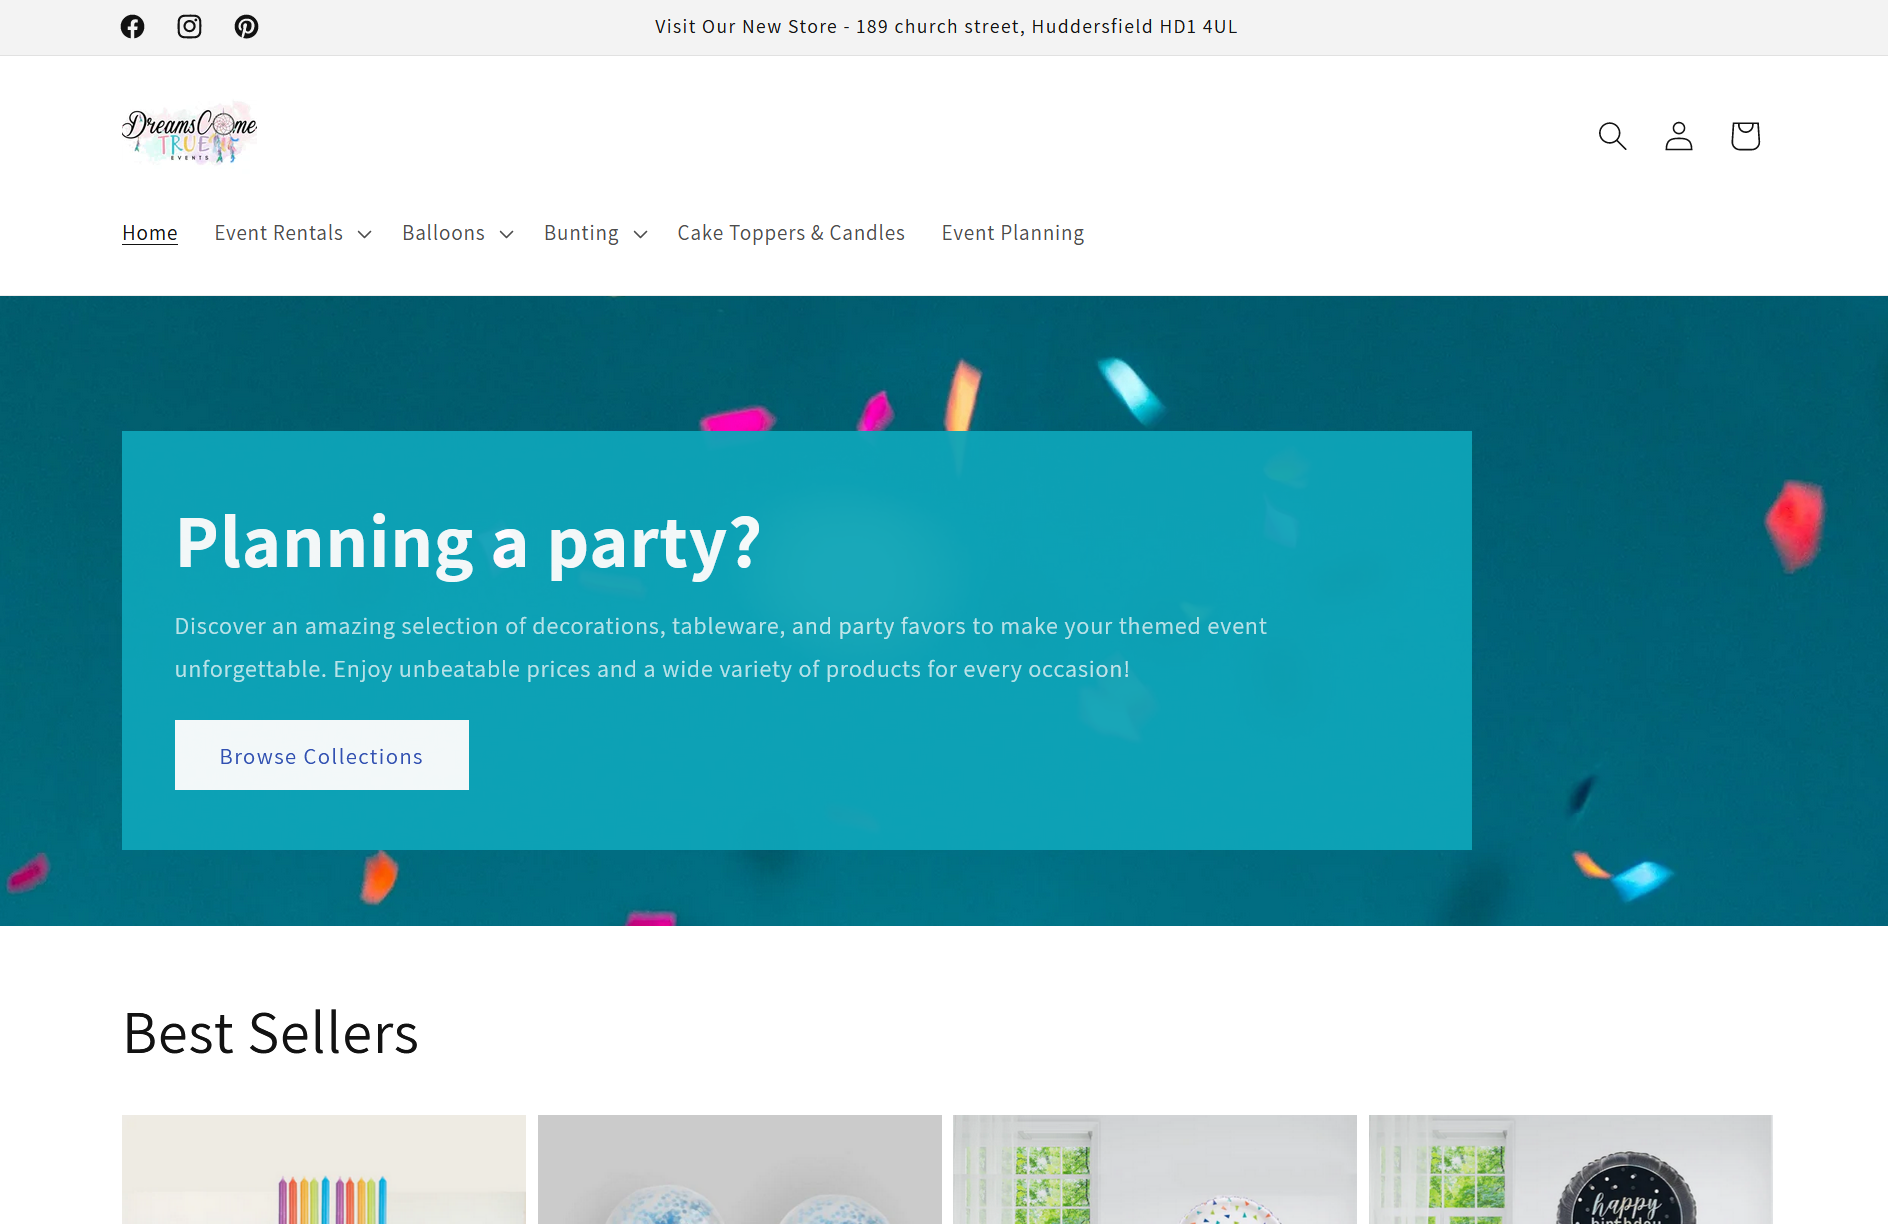 Visit Our New Store - 189 church street, Huddersfield HD1 4UL
DreamsCome
TRUE
EVENTS
Home Event Rentals Balloons Bunting Cake Toppers & Candles Event Planning
Planning a party?
Discover an amazing selection of decorations, tableware, and party favors to make your themed event
unforgettable. Enjoy unbeatable prices and a wide variety of products for every occasion!
Browse Collections
Best Sellers
happy
birthday